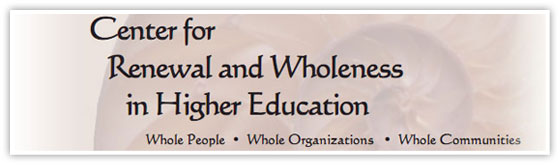 Center for
Renewal and Wholeness
in Higher Education
Whole People • Whole Organizations • Whole Communities